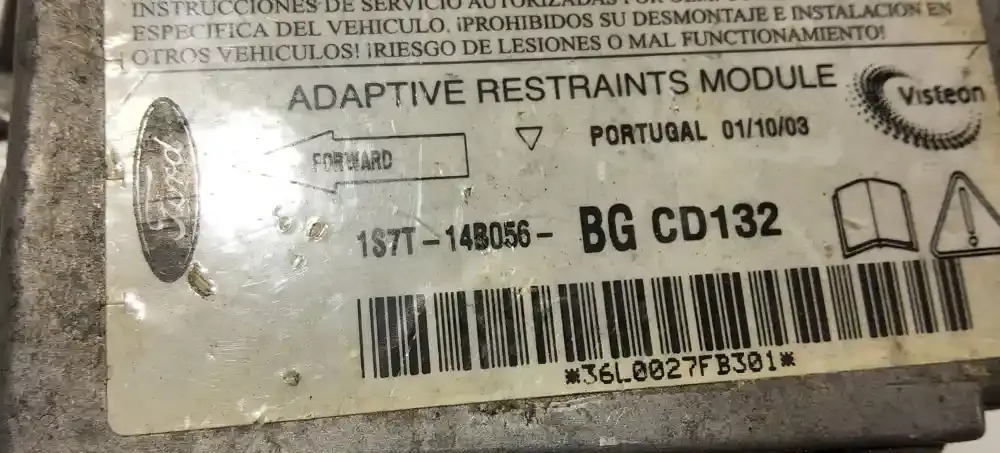 INSTRUCCIONES DE SERVICIO AUTORIZADAS POR
ESPECIFICA DEL VEHICULO. ¡PROHIBIDOS SU DESMONTAJE E INSTALACION EN
OTROS VEHICULOS! ¡RIESGO DE LESIONES O MAL FUNCIONAMIENTO!
ADAPTIVE RESTRAINTS MODULE
Visteon
Ford
FORWARD
PORTUGAL 01/10/03
1S7T-14B056- BG CD132
*36L0027FB301*